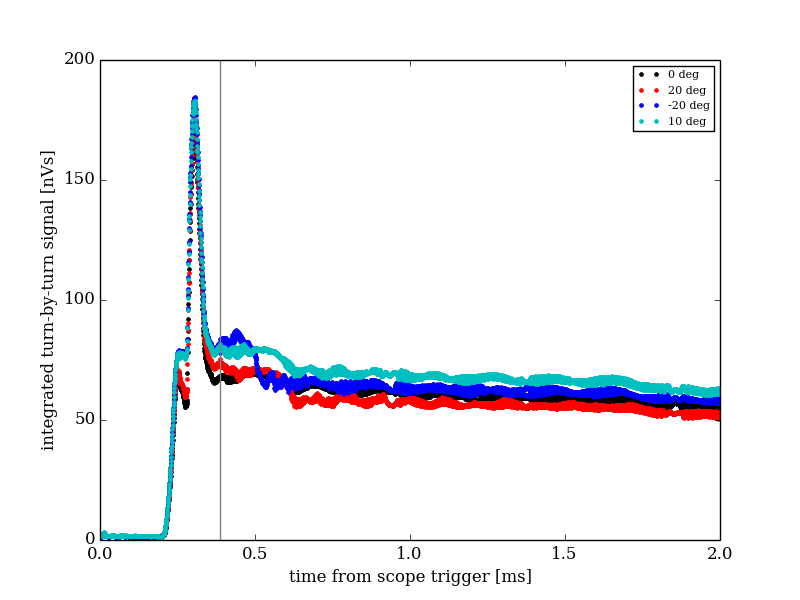 200
150
100
50
0
0.0
0.5
1.0
1.5
2.0
integrated turn-by-turn signal [nVs]
time from scope trigger [ms]
0 deg
20 deg
-20 deg
10 deg